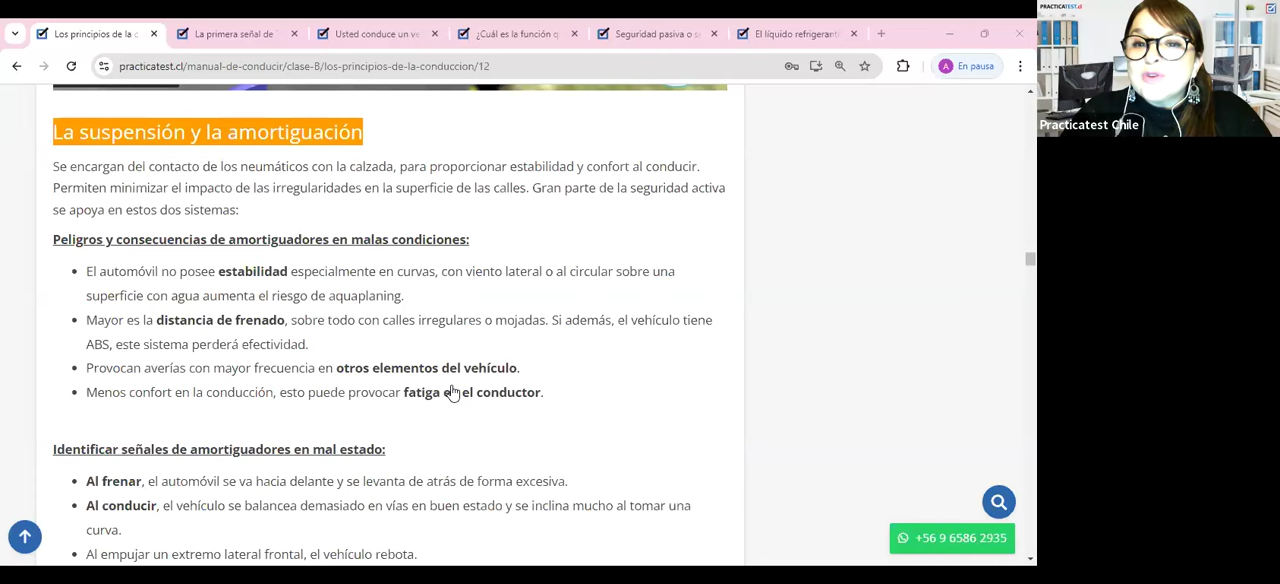 PRACTICATEST.cl
Los principios de la c
La primera señal de
Usted conduce un ve
¿Cuál es la función q
Seguridad pasiva o s
El líquido refrigerant
practicatest.cl/manual-de-conducir/clase-B/los-principios-de-la-conduccion/12
A
En pausa
Practicatest Chile
La suspensión y la amortiguación
Se encargan del contacto de los neumáticos con la calzada, para proporcionar estabilidad y confort al conducir.
Permiten minimizar el impacto de las irregularidades en la superficie de las calles. Gran parte de la seguridad activa
se apoya en estos dos sistemas:
Peligros y consecuencias de amortiguadores en malas condiciones:
El automóvil no posee estabilidad especialmente en curvas, con viento lateral o al circular sobre una
superficie con agua aumenta el riesgo de aquaplaning.
Mayor es la distancia de frenado, sobre todo con calles irregulares o mojadas. Si además, el vehículo tiene
ABS, este sistema perderá efectividad.
Provocan averías con mayor frecuencia en otros elementos del vehículo.
Menos confort en la conducción, esto puede provocar fatiga en el conductor.
Identificar señales de amortiguadores en mal estado:
Al frenar, el automóvil se va hacia delante y se levanta de atrás de forma excesiva.
Al conducir, el vehículo se balancea demasiado en vías en buen estado y se inclina mucho al tomar una
curva.
Al empujar un extremo lateral frontal, el vehículo rebota.
+56 9 6586 2935